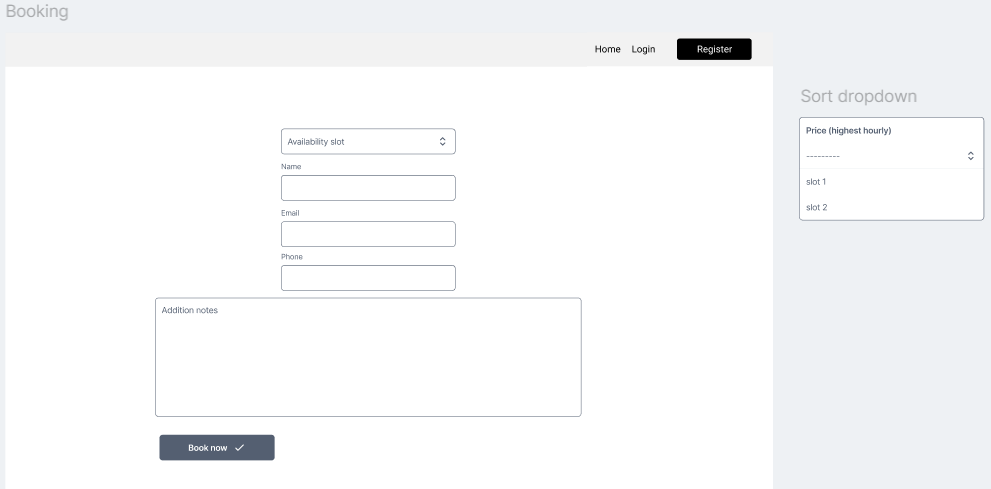 Booking
Home Login Register
Availability slot
Name
Email
Phone
Addition notes
Book now
Sort dropdown
Price (highest hourly)
---------
slot 1
slot 2